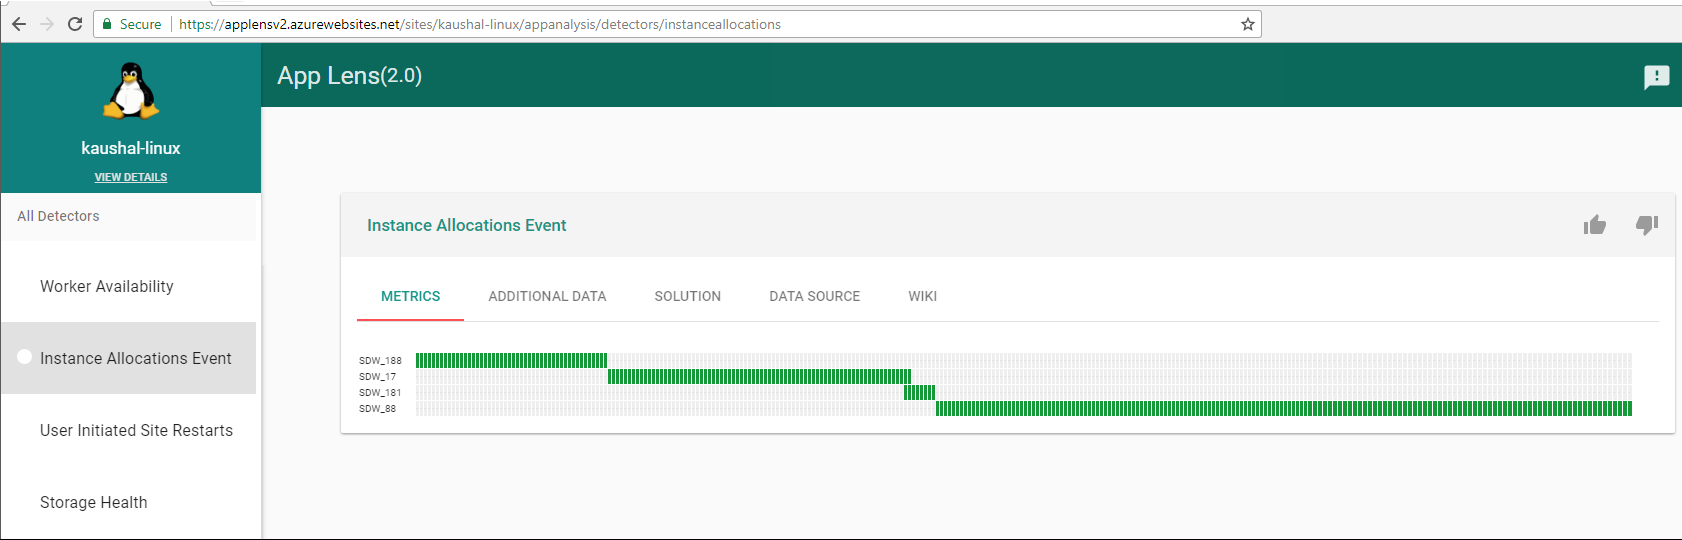 Secure https://applensv2.azurewebsites.net/sites/kaushal-linux/appanalysis/detectors/instanceallocations
App Lens(2.0)
kaushal-linux
VIEW DETAILS
All Detectors
Worker Availability
Instance Allocations Event
User Initiated Site Restarts
Storage Health
Instance Allocations Event
METRICS ADDITIONAL DATA SOLUTION DATA SOURCE WIKI
SDW_188
SDW_17
SDW_181
SDW_88